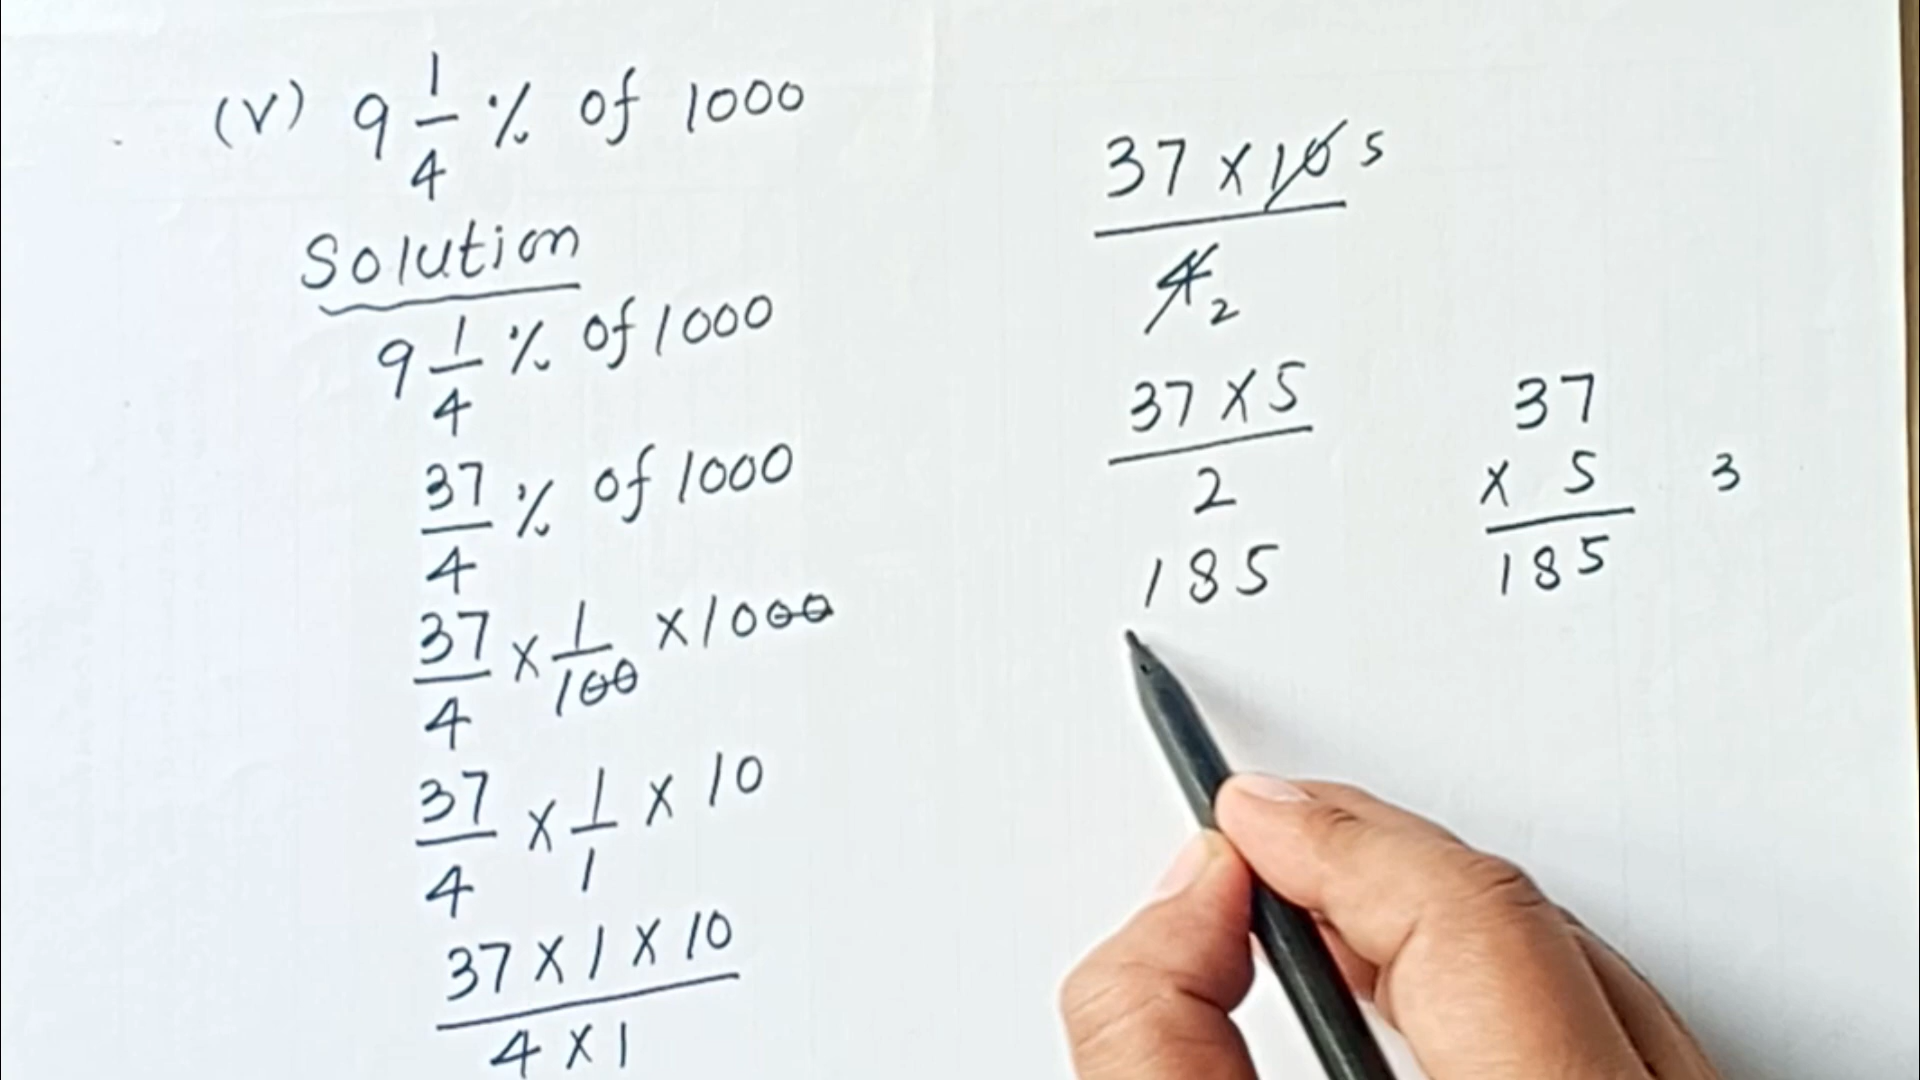 (V) 9 1/4 % of 1000
Solution
9 1/4 % of 1000
37/4 % of 1000
37/4 x 1/100 x 1000
37/4 x 1/1 x 10
37 x 1 x 10
4 x 1
37 x 10 5
4 2
37 x 5
2
185
37
x 5 3
185